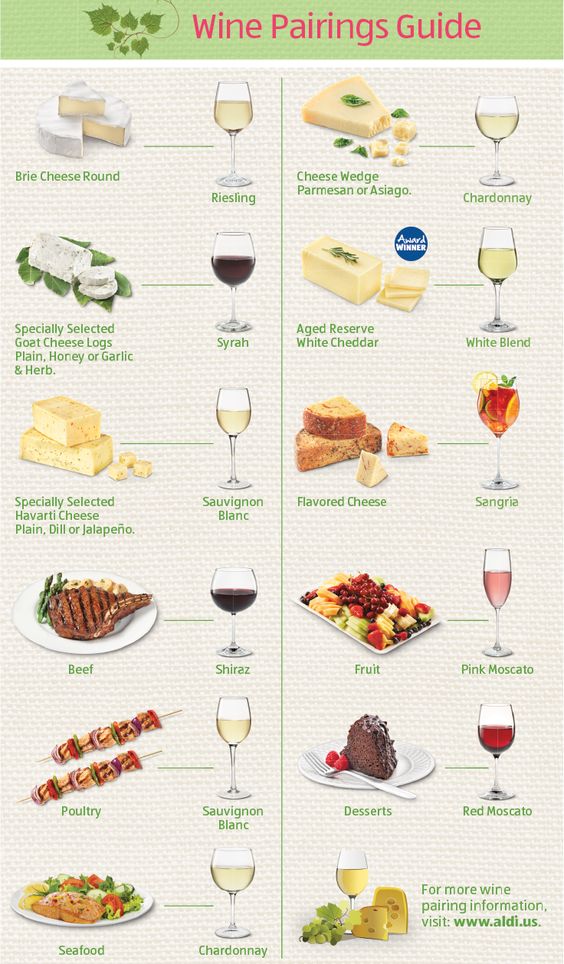 Wine Pairings Guide
Brie Cheese Round
Riesling
Cheese Wedge
Parmesan or Asiago.
Chardonnay
Specially Selected
Goat Cheese Logs
Plain, Honey or Garlic
& Herb.
Syrah
Award
WINNER
Aged Reserve
White Cheddar
White Blend
Specially Selected
Havarti Cheese
Plain, Dill or Jalapeño.
Sauvignon
Blanc
Flavored Cheese
Sangria
Beef
Shiraz
Fruit
Pink Moscato
Poultry
Sauvignon
Blanc
Desserts
Red Moscato
Seafood
Chardonnay
For more wine
pairing information,
visit: www.aldi.us.